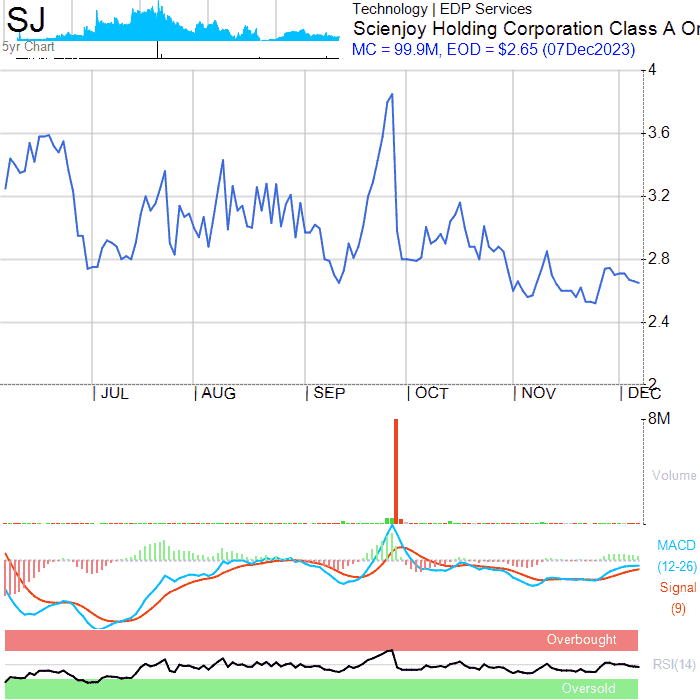 SJ
5yr Chart
Technology | EDP Services
Scienjoy Holding Corporation Class A Or
MC = 99.9M, EOD = $2.65 (07Dec2023)
4
3.6
3.2
2.8
2.4
2
JUL AUG SEP OCT NOV DEC
8M
Volume
MACD
(12-26)
Signal
(9)
Overbought
RSI(14)
Oversold